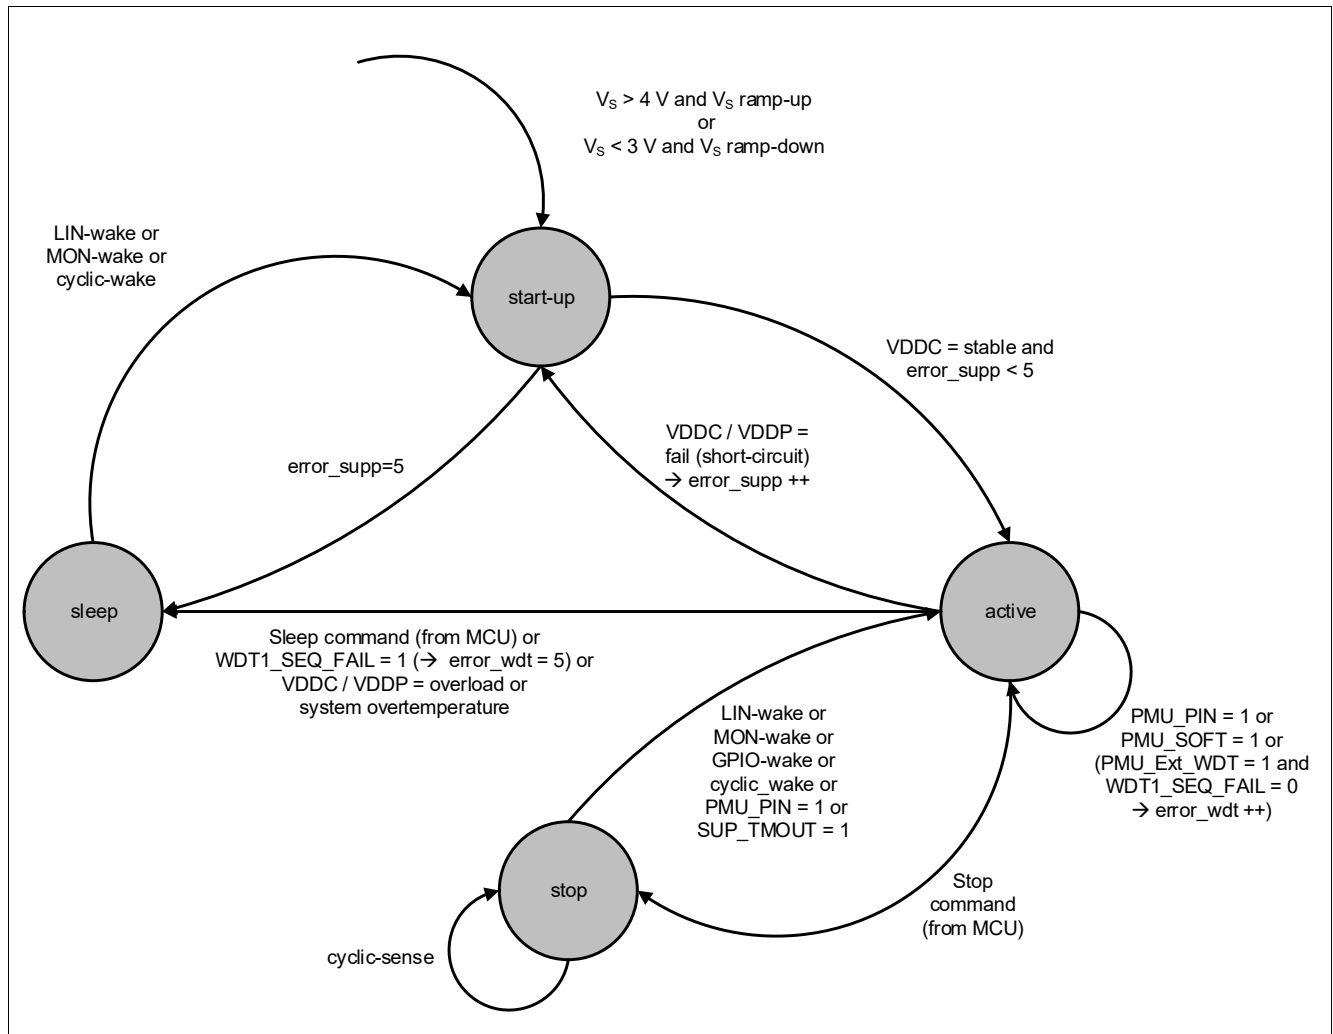 V_S > 4 V and V_S ramp-up
or
V_S < 3 V and V_S ramp-down
LIN-wake or
MON-wake or
cyclic-wake
start-up
VDDC = stable and
error_supp < 5
VDDC / VDDP =
fail (short-circuit)
→ error_supp ++
error_supp=5
sleep
active
Sleep command (from MCU) or
WDT1_SEQ_FAIL = 1 (→ error_wdt = 5) or
VDDC / VDDP = overload or
system overtemperature
LIN-wake or
MON-wake or
GPIO-wake or
cyclic_wake or
PMU_PIN = 1 or
SUP_TMOUT = 1
PMU_PIN = 1 or
PMU_SOFT = 1 or
(PMU_Ext_WDT = 1 and
WDT1_SEQ_FAIL = 0
→ error_wdt ++)
stop
Stop
command
(from MCU)
cyclic-sense